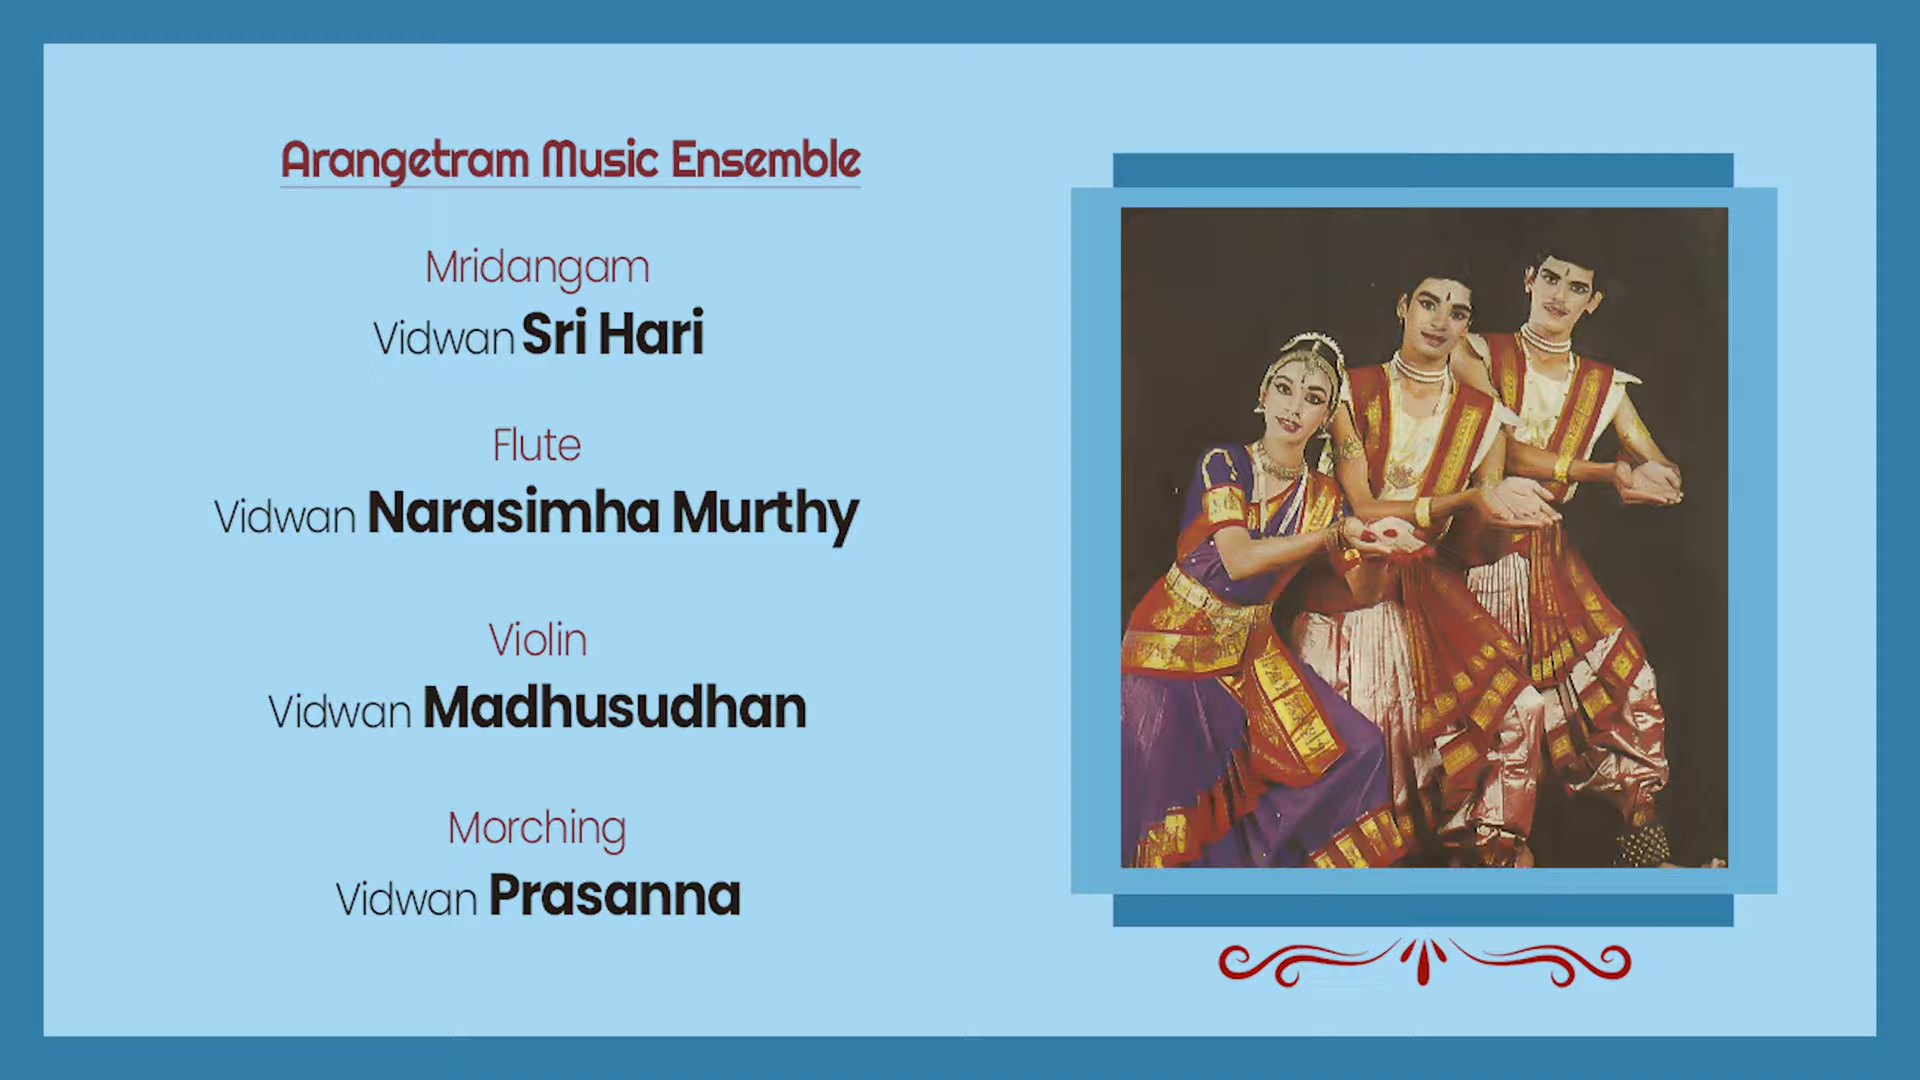 Arangetram Music Ensemble
Mridangam
Vidwan Sri Hari
Flute
Vidwan Narasimha Murthy
Violin
Vidwan Madhusudhan
Morching
Vidwan Prasanna